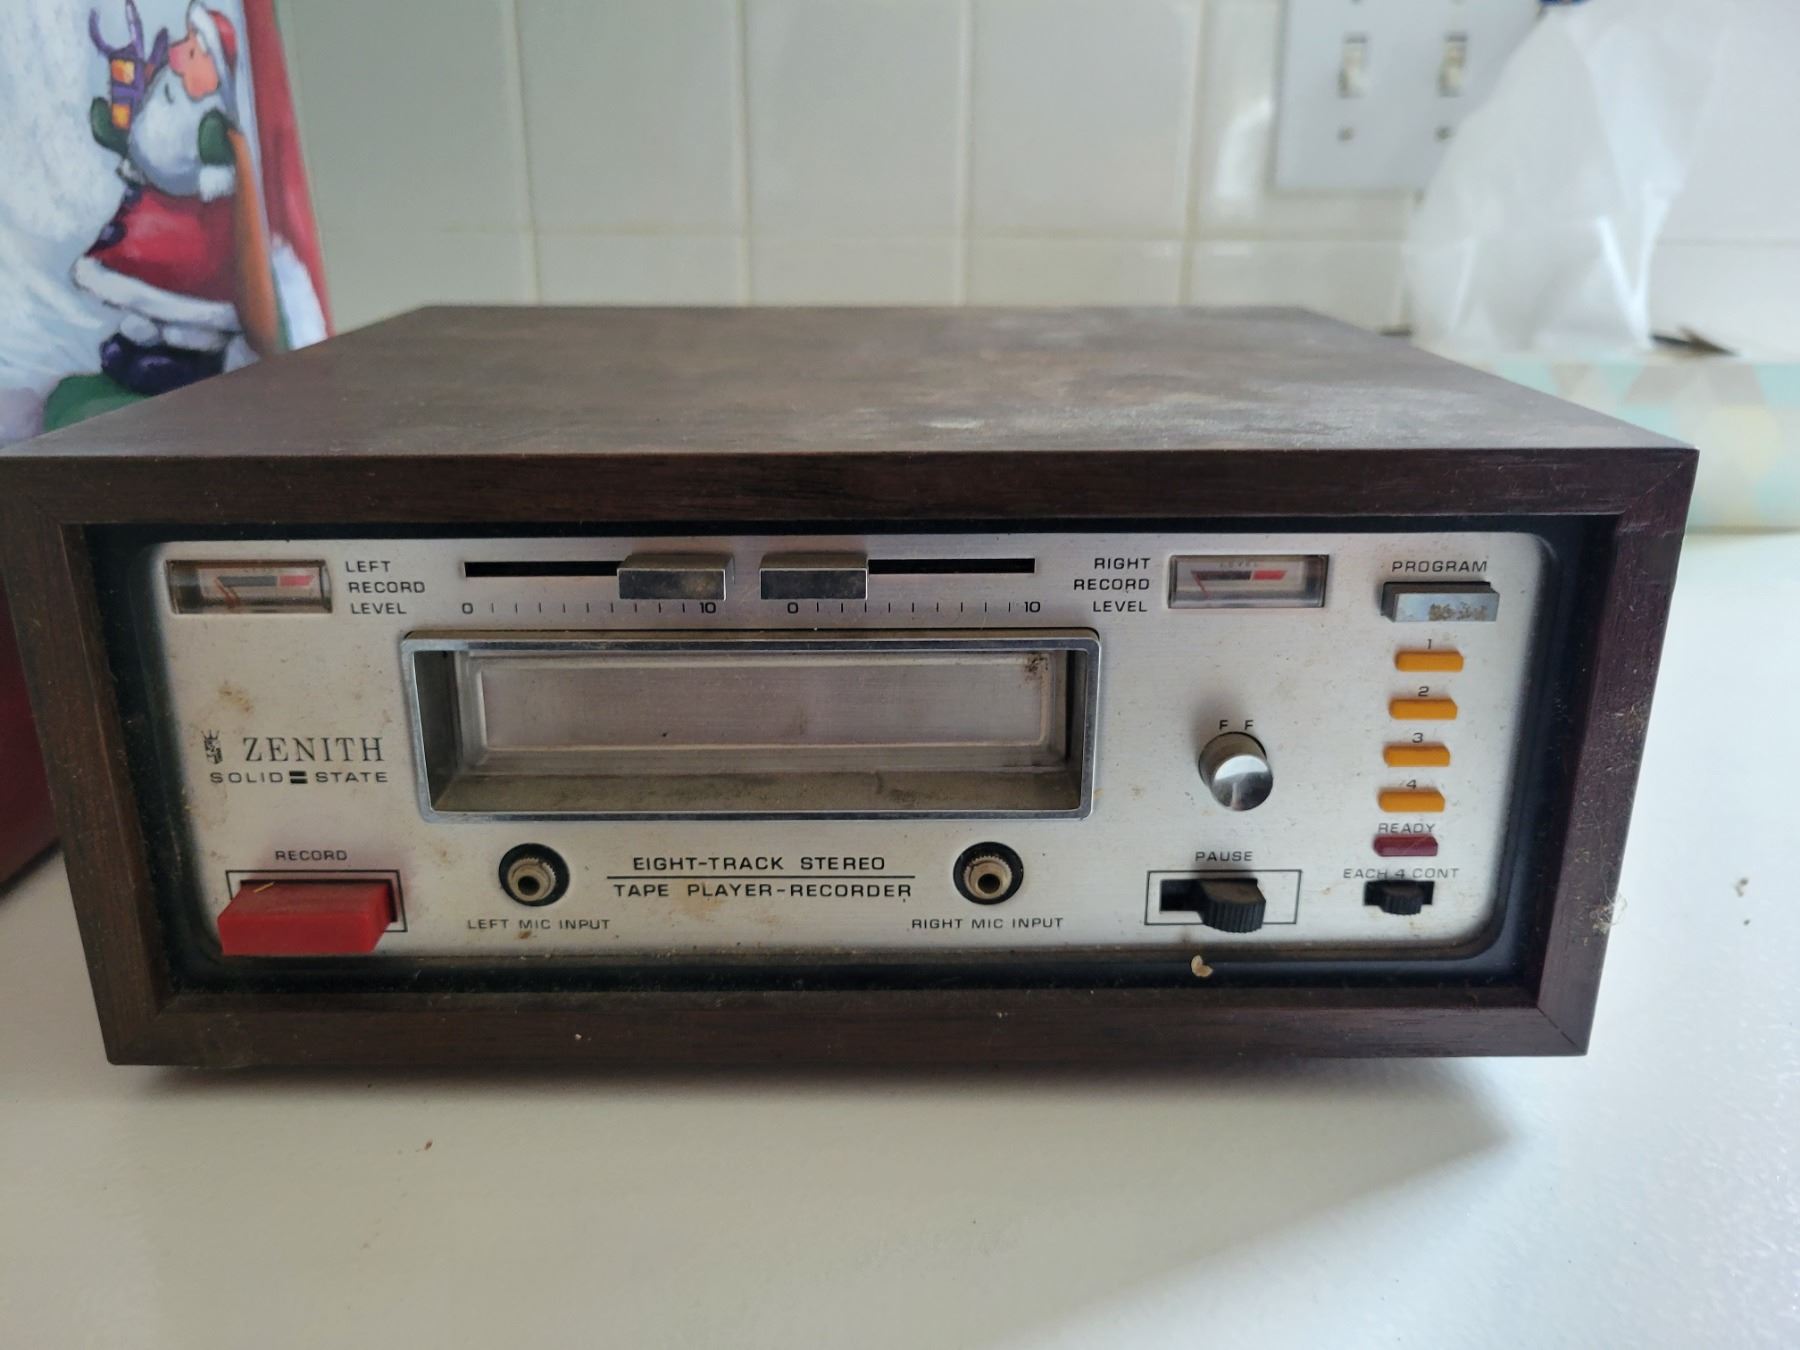 LEFT
RECORD
LEVEL
0 10
0 10
RIGHT
RECORD
LEVEL
LEVEL
PROGRAM
1
2
3
4
READY
EACH 4 CONT
F F
ZENITH
SOLID STATE
RECORD
LEFT MIC INPUT
EIGHT-TRACK STEREO
TAPE PLAYER-RECORDER
RIGHT MIC INPUT
PAUSE